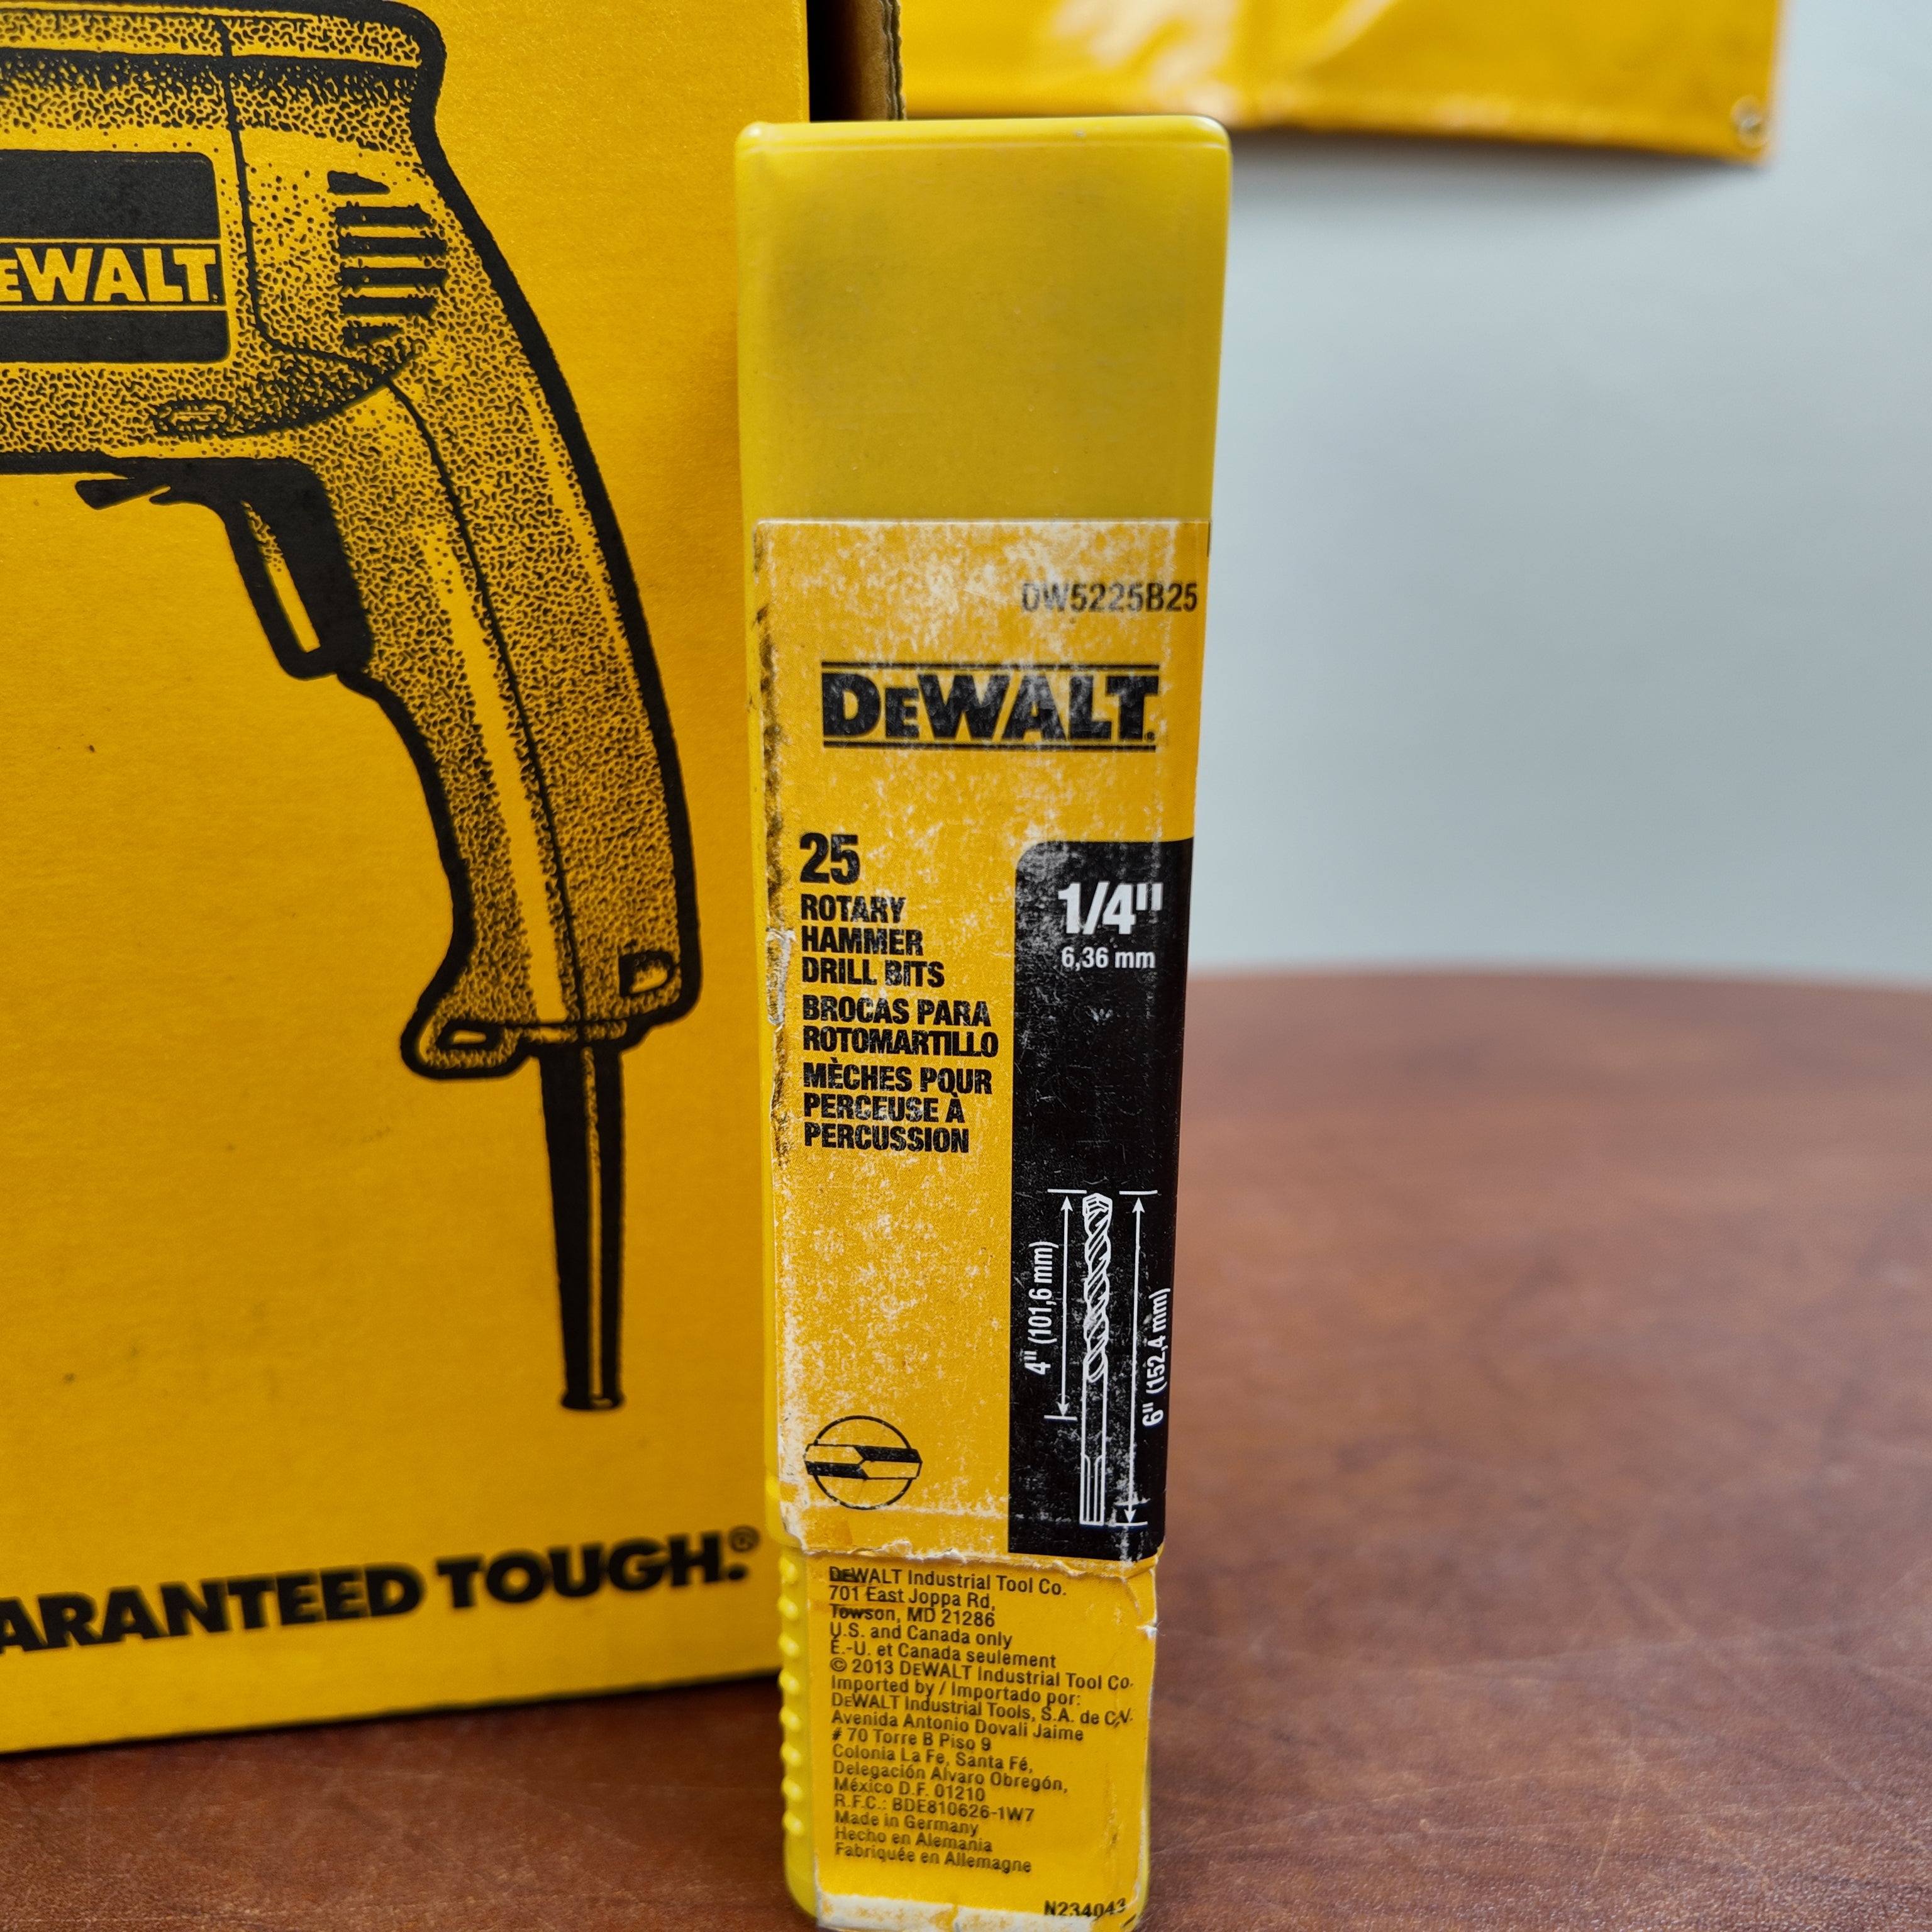 EWALT
ARANTEED TOUGH.®
DW5225B25
DEWALT.
25
ROTARY
HAMMER
DRILL BITS
BROCAS PARA
ROTOMARTILLO
MÈCHES POUR
PERCEUSE À
PERCUSSION
1/4"
6,36 mm
4" (101,6 mm)
6" (152,4 mm)
DEWALT Industrial Tool Co.
701 East Joppa Rd,
Towson, MD 21286
U.S. and Canada only
É.-U. et Canada seulement
© 2013 DEWALT Industrial Tool Co.
Imported by / Importado por:
DEWALT Industrial Tools, S.A. de C.V.
Avenida Antonio Dovali Jaime
# 70 Torre B Piso 9
Colonia La Fe, Santa Fé,
Delegación Alvaro Obregón,
México D.F. 01210
R.F.C.: BDE810626-1W7
Made in Germany
Hecho en Alemania
Fabriquée en Allemagne
N234043